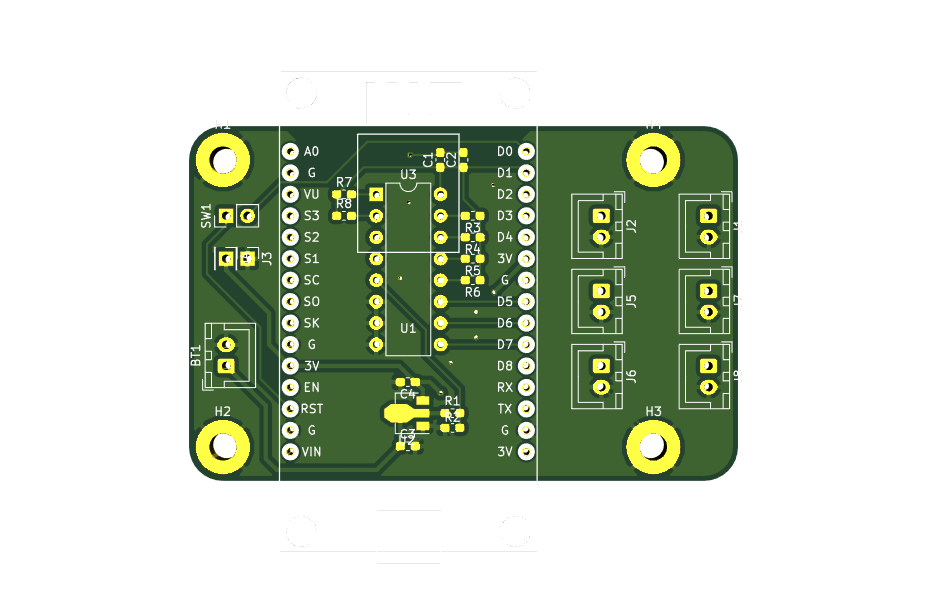 A0
G
VU
S3
S2
S1
SC
SO
SK
G
3V
EN
RST
G
VIN
D0
D1
D2
D3
D4
3V
G
D5
D6
D7
D8
RX
TX
G
3V
C1
C2
U3
R7
R8
R3
R4
R5
R6
U1
C4
R1
R2
C3
SW1
J3
BT1
H2
H3
J2
J5
J6